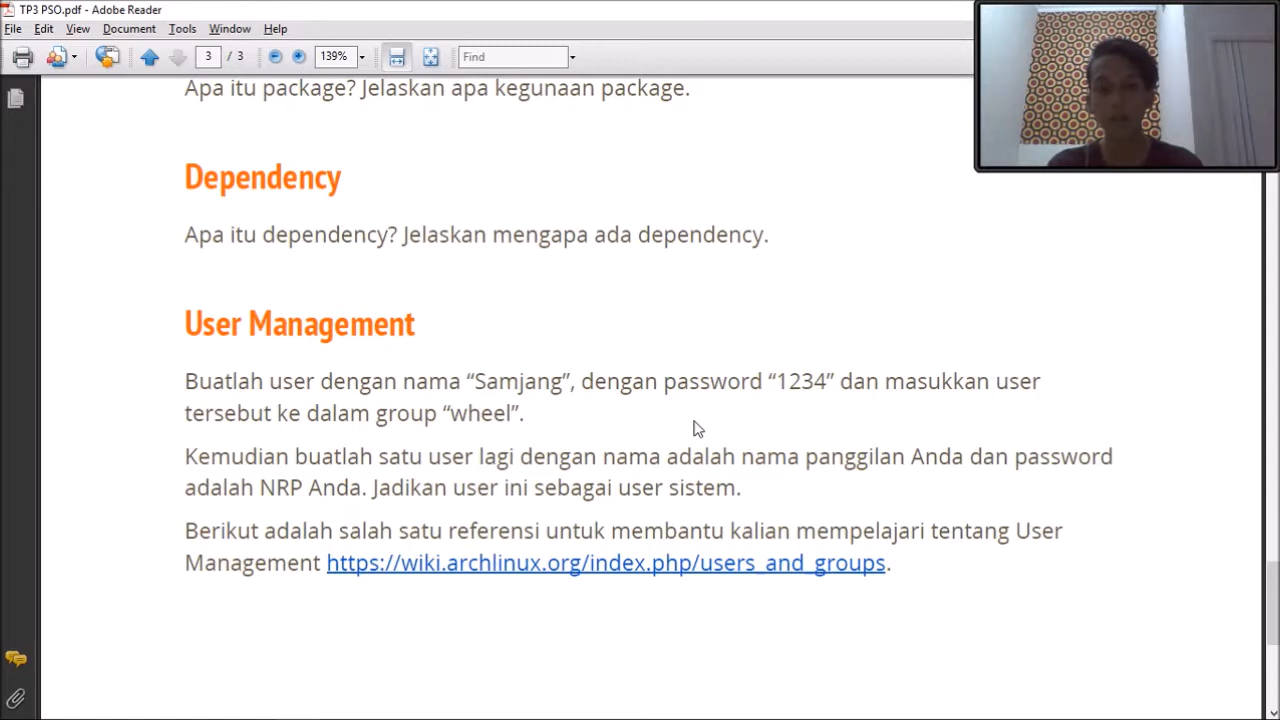 TP3 PSO.pdf - Adobe Reader
File Edit View Document Tools Window Help
3 / 3 139% Find
Apa itu package? Jelaskan apa kegunaan package.
Dependency
Apa itu dependency? Jelaskan mengapa ada dependency.
User Management
Buatlah user dengan nama “Samjang”, dengan password “1234” dan masukkan user
tersebut ke dalam group “wheel”.
Kemudian buatlah satu user lagi dengan nama adalah nama panggilan Anda dan password
adalah NRP Anda. Jadikan user ini sebagai user sistem.
Berikut adalah salah satu referensi untuk membantu kalian mempelajari tentang User
Management https://wiki.archlinux.org/index.php/users_and_groups.